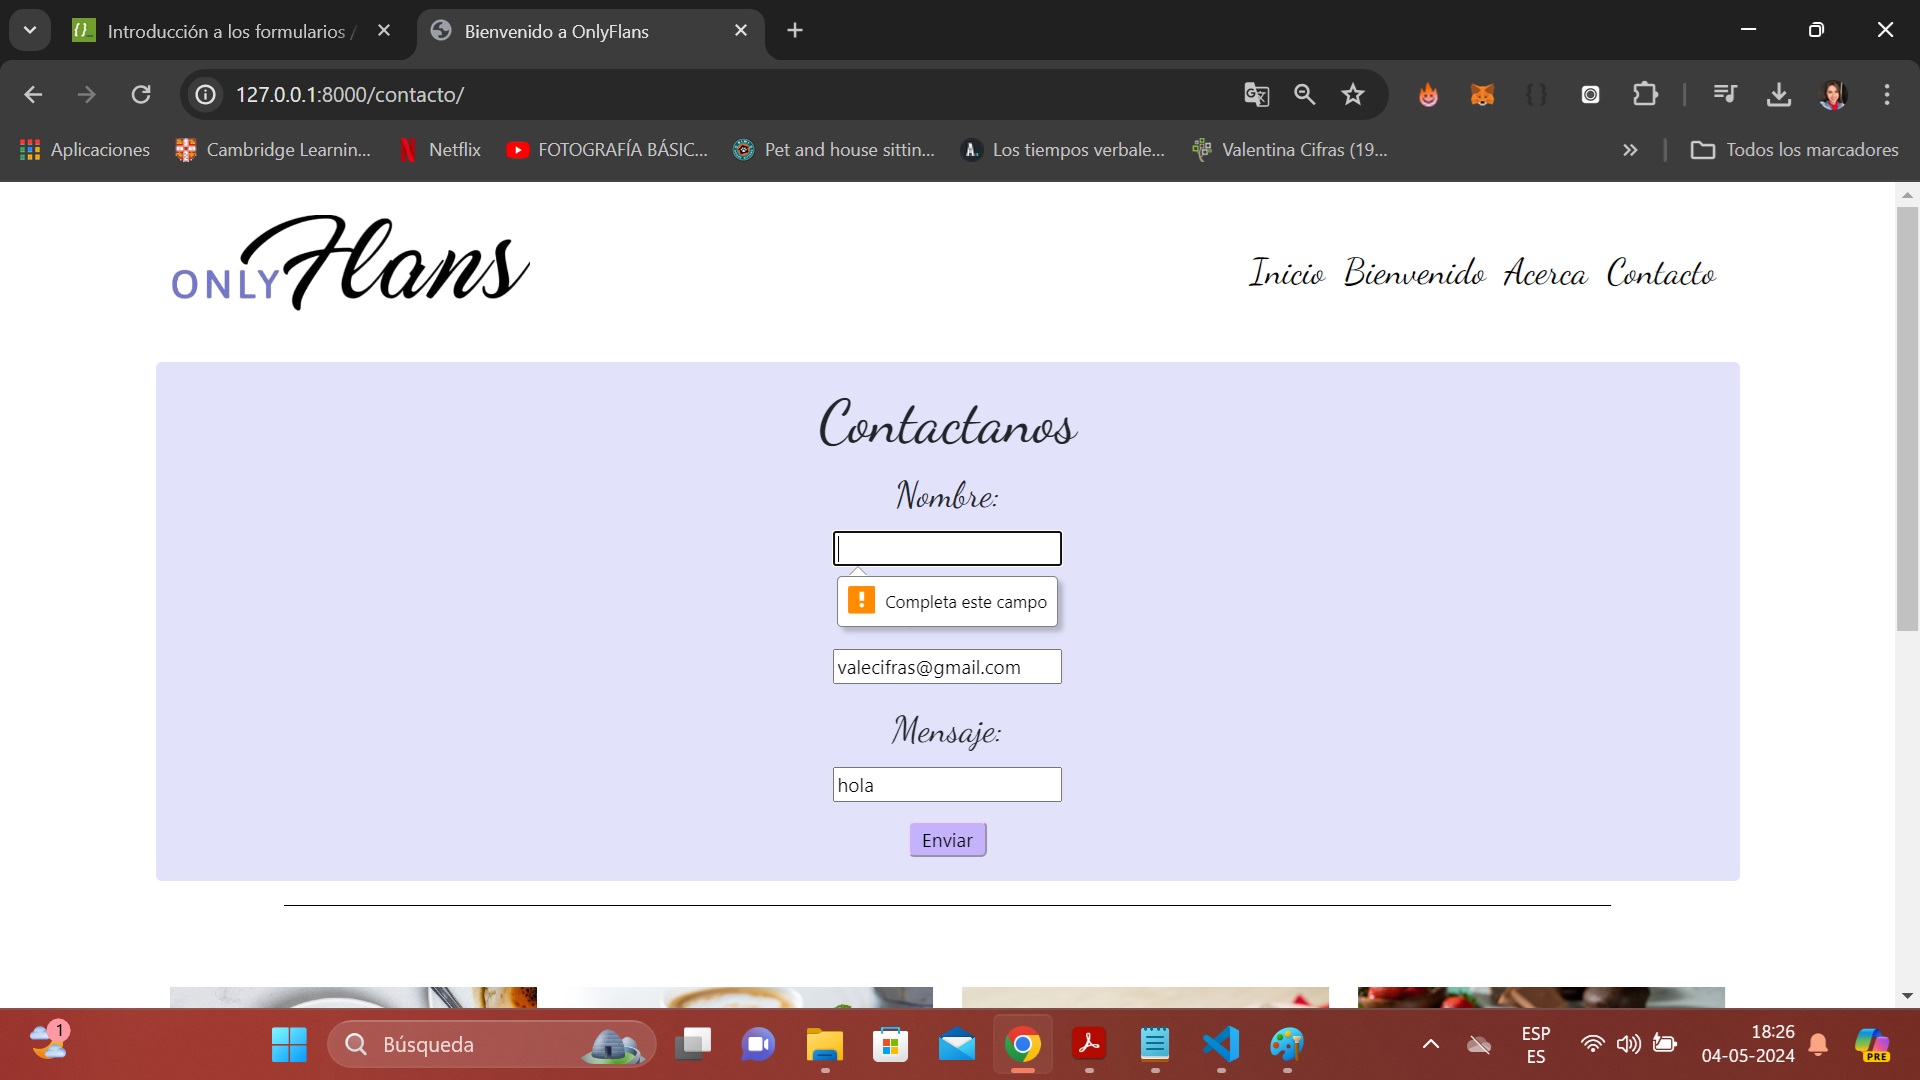 Introducción a los formularios /
Bienvenido a OnlyFlans
127.0.0.1:8000/contacto/
Aplicaciones
Cambridge Learnin...
Netflix
FOTOGRAFÍA BÁSIC...
Pet and house sittin...
Los tiempos verbale...
Valentina Cifras (19...
Todos los marcadores
ONLY Flans
Inicio Bienvenido Acerca Contacto
Contactanos
Nombre:
Completa este campo
valecifras@gmail.com
Mensaje:
hola
Enviar
1
Búsqueda
ESP
ES
18:26
04-05-2024
PRE